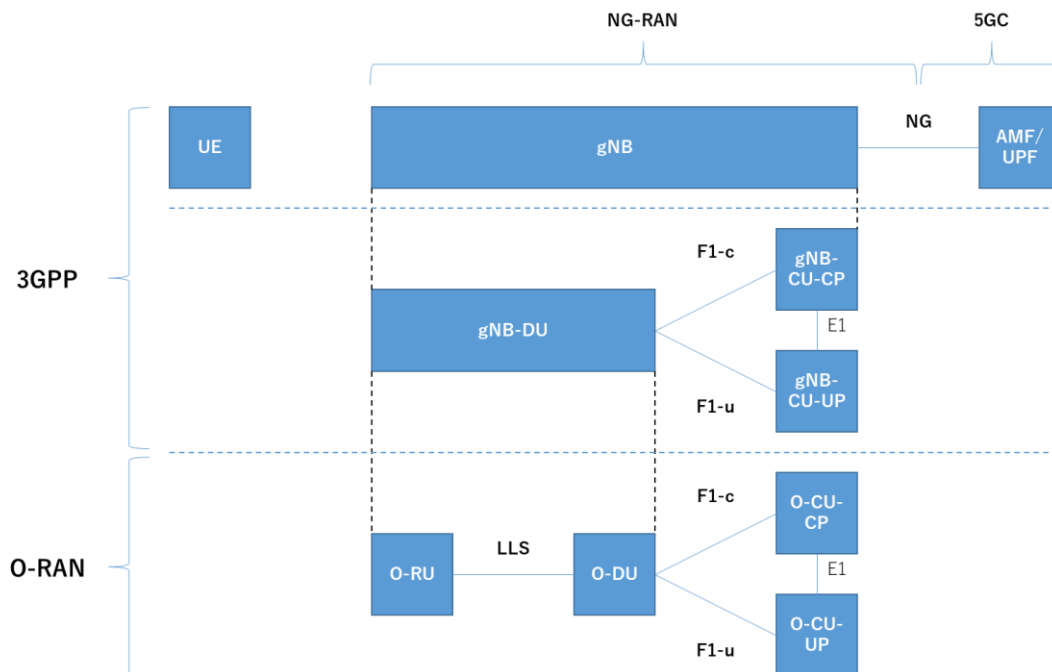 NG-RAN
5GC
UE
gNB
NG
AMF/
UPF
3GPP
F1-c
gNB-
CU-CP
gNB-DU
E1
F1-u
gNB-
CU-UP
O-RAN
F1-c
O-CU-
CP
O-RU
LLS
O-DU
E1
F1-u
O-CU-
UP